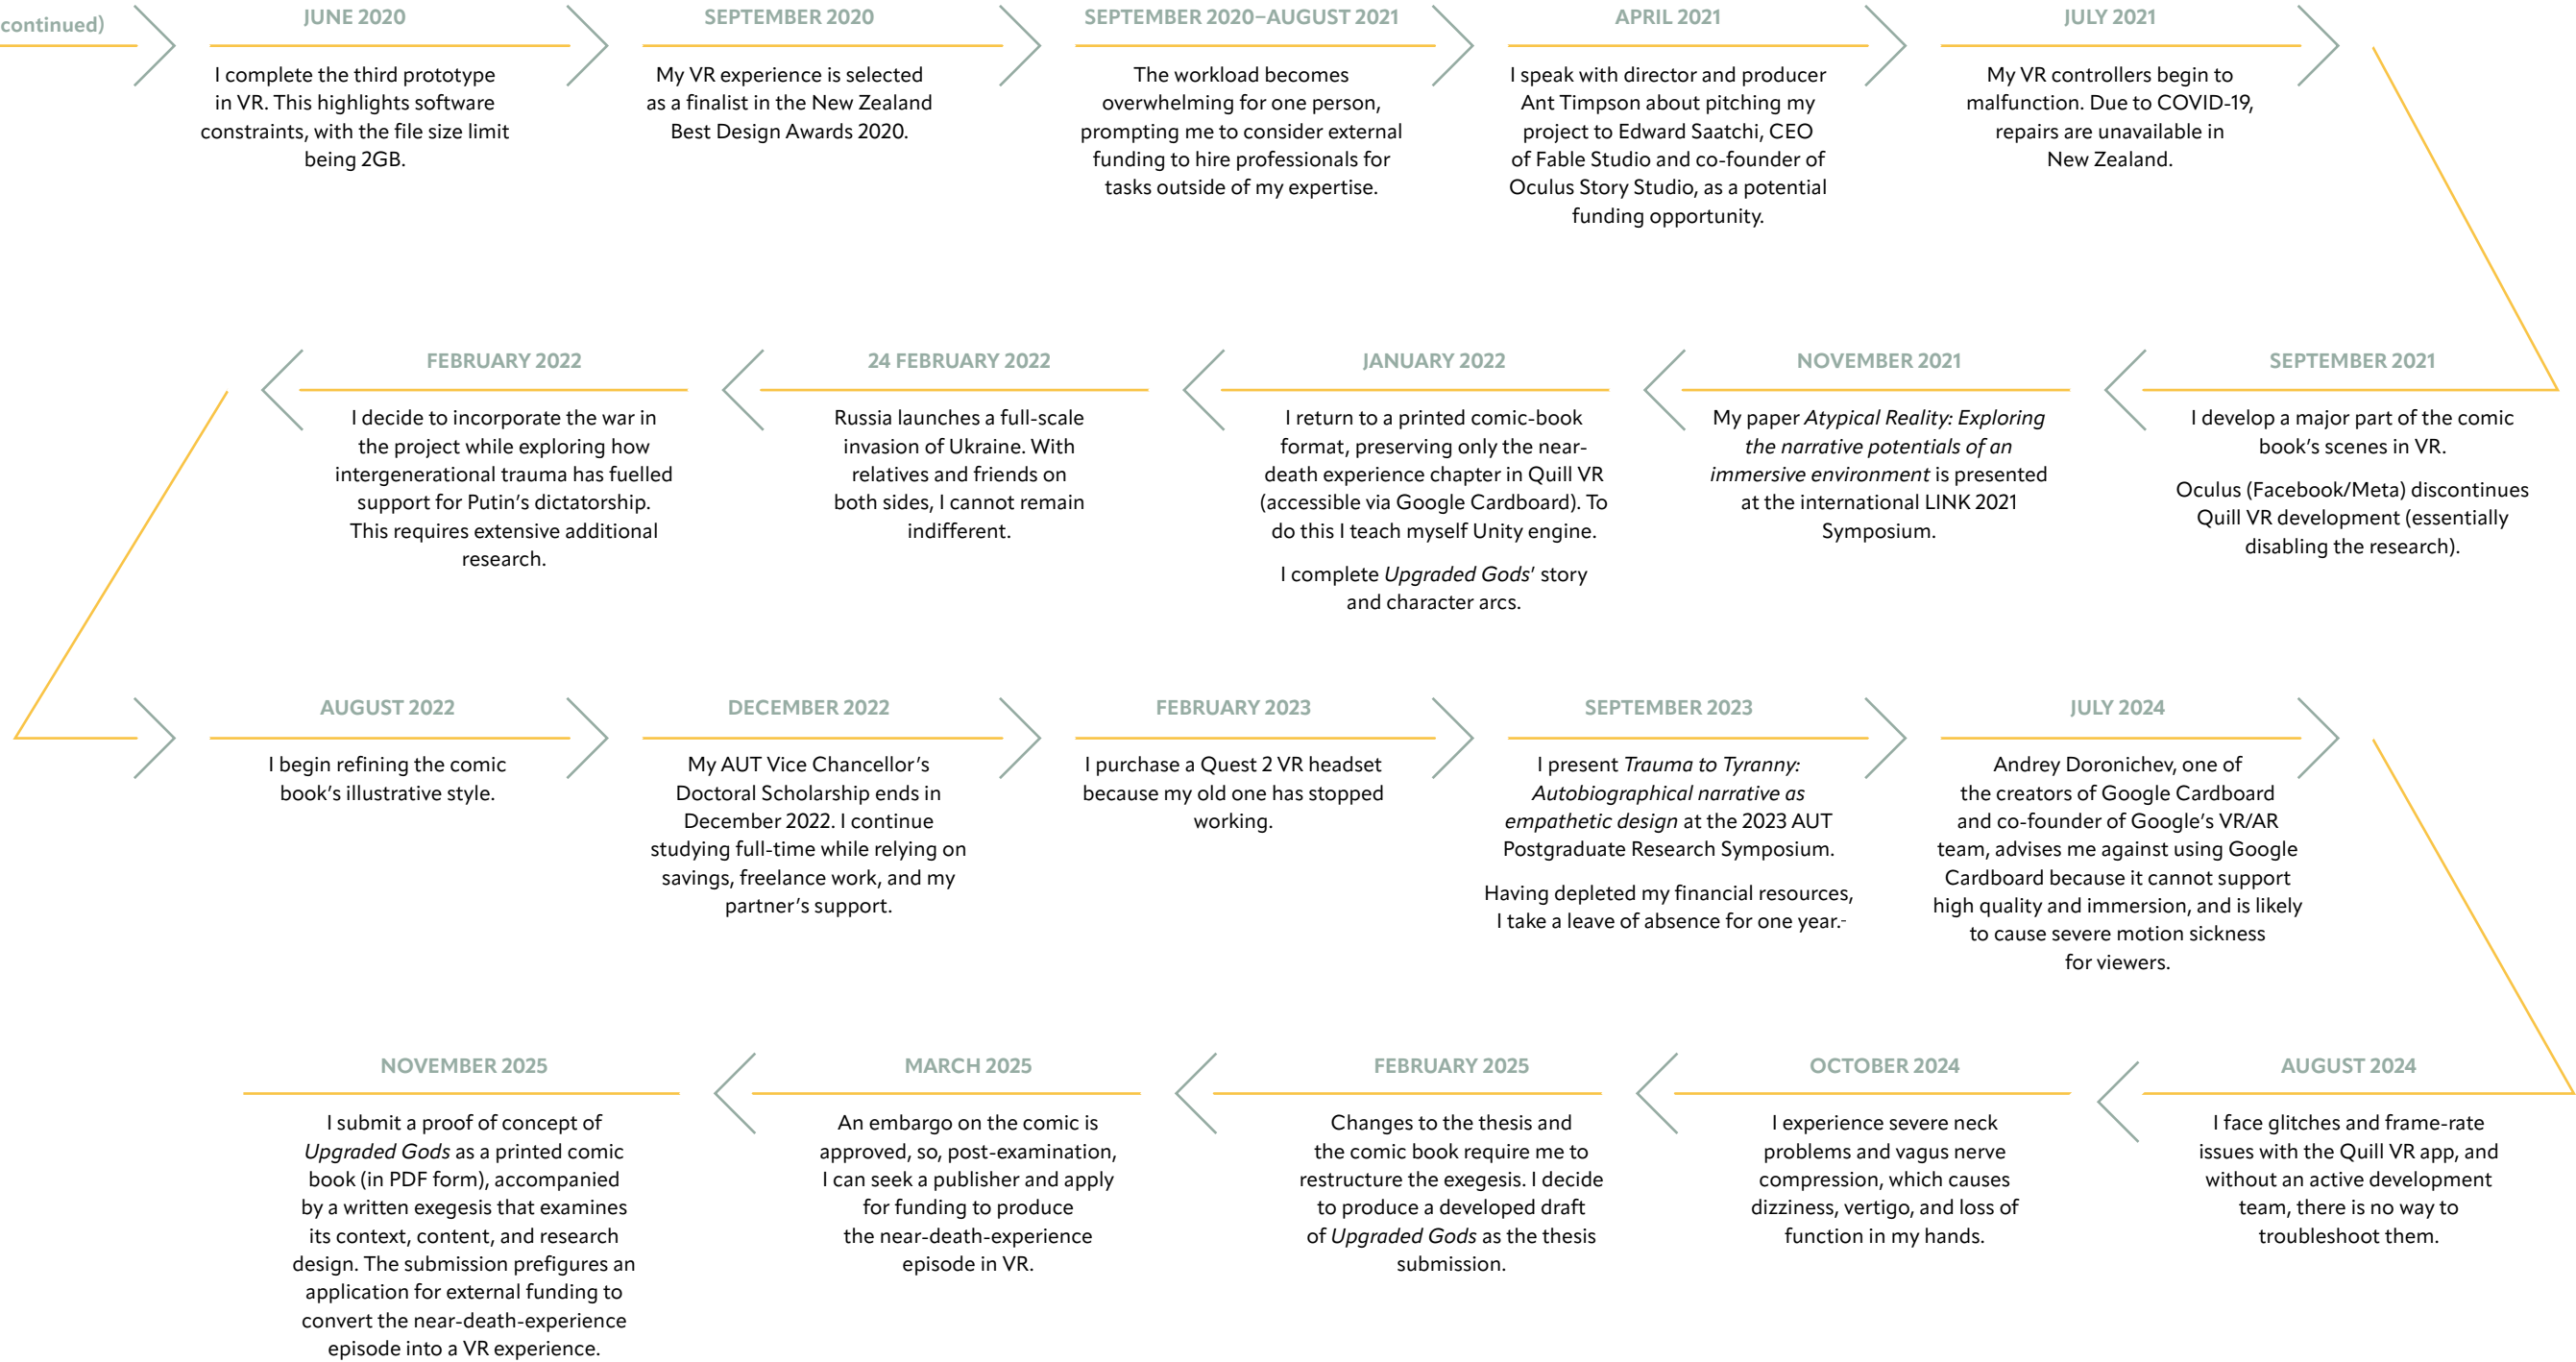 continued)
JUNE 2020
I complete the third prototype
in VR. This highlights software
constraints, with the file size limit
being 2GB.
SEPTEMBER 2020
My VR experience is selected
as a finalist in the New Zealand
Best Design Awards 2020.
SEPTEMBER 2020–AUGUST 2021
The workload becomes
overwhelming for one person,
prompting me to consider external
funding to hire professionals for
tasks outside of my expertise.
APRIL 2021
I speak with director and producer
Ant Timpson about pitching my
project to Edward Saatchi, CEO
of Fable Studio and co-founder of
Oculus Story Studio, as a potential
funding opportunity.
JULY 2021
My VR controllers begin to
malfunction. Due to COVID-19,
repairs are unavailable in
New Zealand.
SEPTEMBER 2021
I develop a major part of the comic
book’s scenes in VR.
Oculus (Facebook/Meta) discontinues
Quill VR development (essentially
disabling the research).
NOVEMBER 2021
My paper Atypical Reality: Exploring
the narrative potentials of an
immersive environment is presented
at the international LINK 2021
Symposium.
JANUARY 2022
I return to a printed comic-book
format, preserving only the near-
death experience chapter in Quill VR
(accessible via Google Cardboard). To
do this I teach myself Unity engine.
I complete Upgraded Gods’ story
and character arcs.
24 FEBRUARY 2022
Russia launches a full-scale
invasion of Ukraine. With
relatives and friends on
both sides, I cannot remain
indifferent.
FEBRUARY 2022
I decide to incorporate the war in
the project while exploring how
intergenerational trauma has fuelled
support for Putin’s dictatorship.
This requires extensive additional
research.
AUGUST 2022
I begin refining the comic
book’s illustrative style.
DECEMBER 2022
My AUT Vice Chancellor’s
Doctoral Scholarship ends in
December 2022. I continue
studying full-time while relying on
savings, freelance work, and my
partner’s support.
FEBRUARY 2023
I purchase a Quest 2 VR headset
because my old one has stopped
working.
SEPTEMBER 2023
I present Trauma to Tyranny:
Autobiographical narrative as
empathetic design at the 2023 AUT
Postgraduate Research Symposium.
Having depleted my financial resources,
I take a leave of absence for one year.-
JULY 2024
Andrey Doronichev, one of
the creators of Google Cardboard
and co-founder of Google’s VR/AR
team, advises me against using Google
Cardboard because it cannot support
high quality and immersion, and is likely
to cause severe motion sickness
for viewers.
AUGUST 2024
I face glitches and frame-rate
issues with the Quill VR app, and
without an active development
team, there is no way to
troubleshoot them.
OCTOBER 2024
I experience severe neck
problems and vagus nerve
compression, which causes
dizziness, vertigo, and loss of
function in my hands.
FEBRUARY 2025
Changes to the thesis and
the comic book require me to
restructure the exegesis. I decide
to produce a developed draft
of Upgraded Gods as the thesis
submission.
MARCH 2025
An embargo on the comic is
approved, so, post-examination,
I can seek a publisher and apply
for funding to produce
the near-death-experience
episode in VR.
NOVEMBER 2025
I submit a proof of concept of
Upgraded Gods as a printed comic
book (in PDF form), accompanied
by a written exegesis that examines
its context, content, and research
design. The submission prefigures an
application for external funding to
convert the near-death-experience
episode into a VR experience.